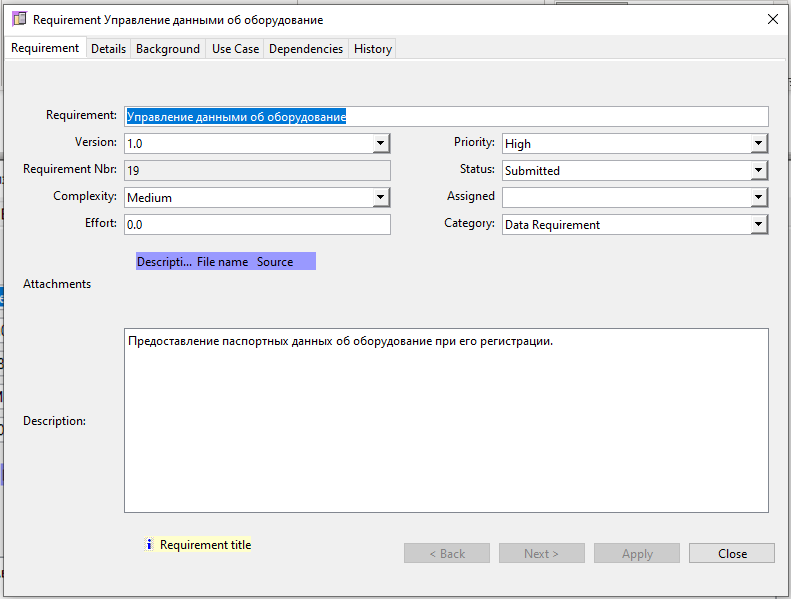 Requirement Управление данными об оборудование
Requirement Details Background Use Case Dependencies History
Requirement: Управление данными об оборудование
Version: 1.0 Priority: High
Requirement Nbr: 19 Status: Submitted
Complexity: Medium Assigned
Effort: 0.0 Category: Data Requirement
Descripti... File name Source
Attachments
Предоставление паспортных данных об оборудование при его регистрации.
Description:
i Requirement title
< Back Next > Apply Close